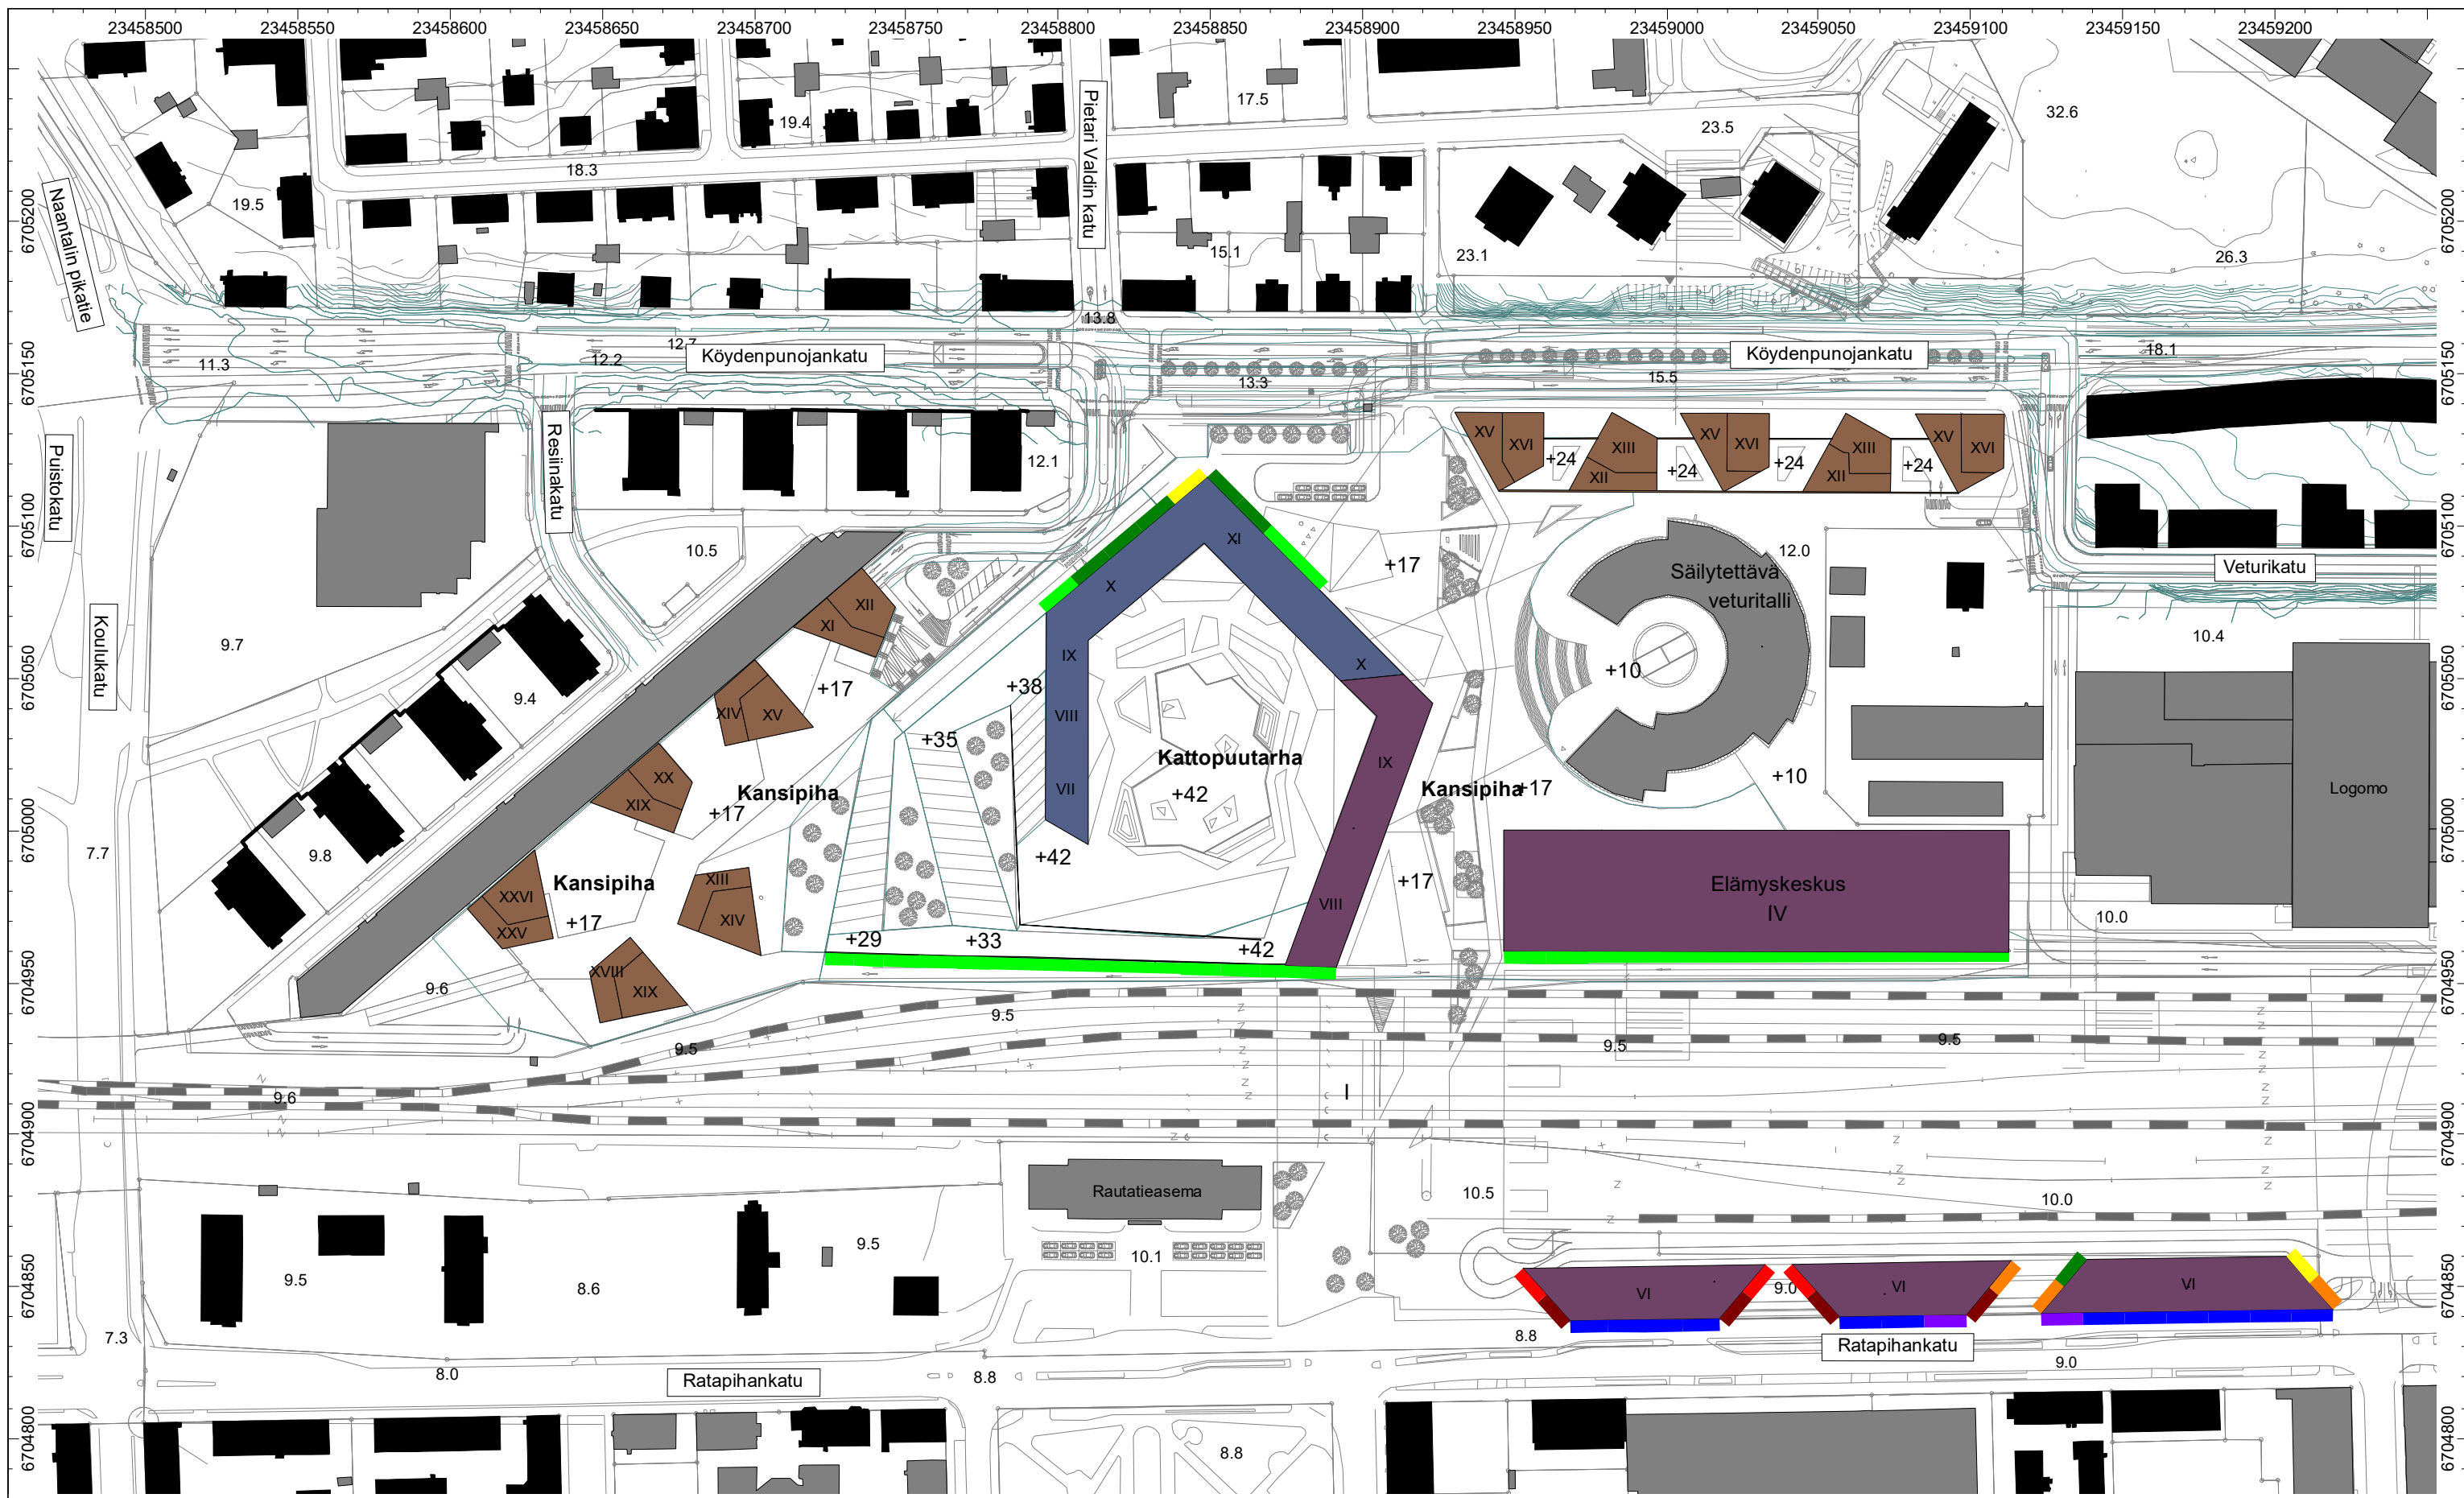 23458500 23458550 23458600 23458650 23458700 23458750 23458800 23458850 23458900 23458950 23459000 23459050 23459100 23459150 23459200
17.5
19.4
23.5
32.6
18.3
Pietari Valdin katu
Naantalin pikatie
19.5
6705200
6705200
15.1
23.1
26.3
13.8
11.3
12.2
12.7
Köydenpunojankatu
13.3
15.5
Köydenpunojankatu
18.1
6705150
6705150
Puistokatu
Resiinakatu
12.1
XV XVI XIII XII XV XVI XIII XII XV XVI
+24 +24 +24 +24
6705100
6705100
10.5
XI
X
+17
12.0
Säilytettävä
veturitalli
Veturikatu
Koulukatu
9.7
XII
XI
IX
X
10.4
6705050
6705050
9.4
+17
XIV XV
+38
VIII
+10
+35
Kattopuutarha
IX
+10
XX
XIX
Kansipiha
+17
VII
+42
Kansipiha
+17
Logomo
6705000
6705000
7.7
9.8
+42
Kansipiha
XIII
XIV
+17
XXVI
XXV
+17
VIII
Elämyskeskus
IV
10.0
+29 +33 +42
6704950
6704950
XVIII
XIX
9.6
9.5
9.5
9.5
9.5
9.6
I
6704900
6704900
Rautatieasema
10.5
10.0
9.5
9.5
8.6
10.1
6704850
6704850
VI
9.0
VI
VI
7.3
8.8
Ratapihankatu
8.0
Ratapihankatu
8.8
9.0
6704800
6704800
8.8